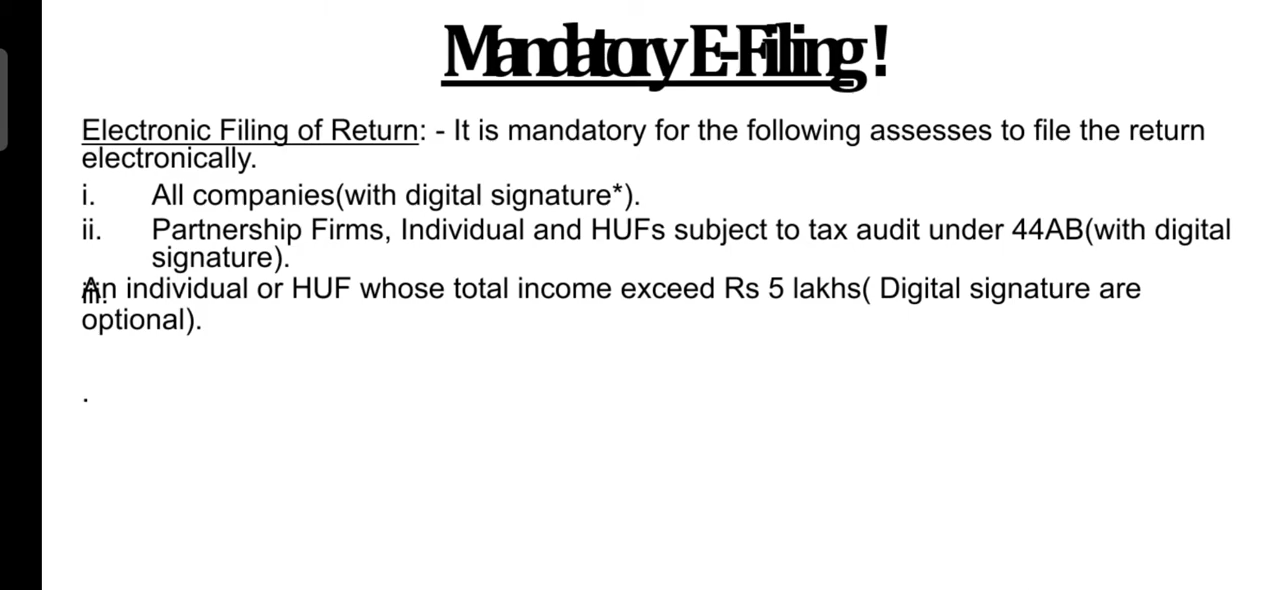 Mandatory E-Filing!
Electronic Filing of Return: - It is mandatory for the following assesses to file the return
electronically.
i. All companies(with digital signature*).
ii. Partnership Firms, Individual and HUFs subject to tax audit under 44AB(with digital
signature).
iii. An individual or HUF whose total income exceed Rs 5 lakhs( Digital signature are
optional).
.